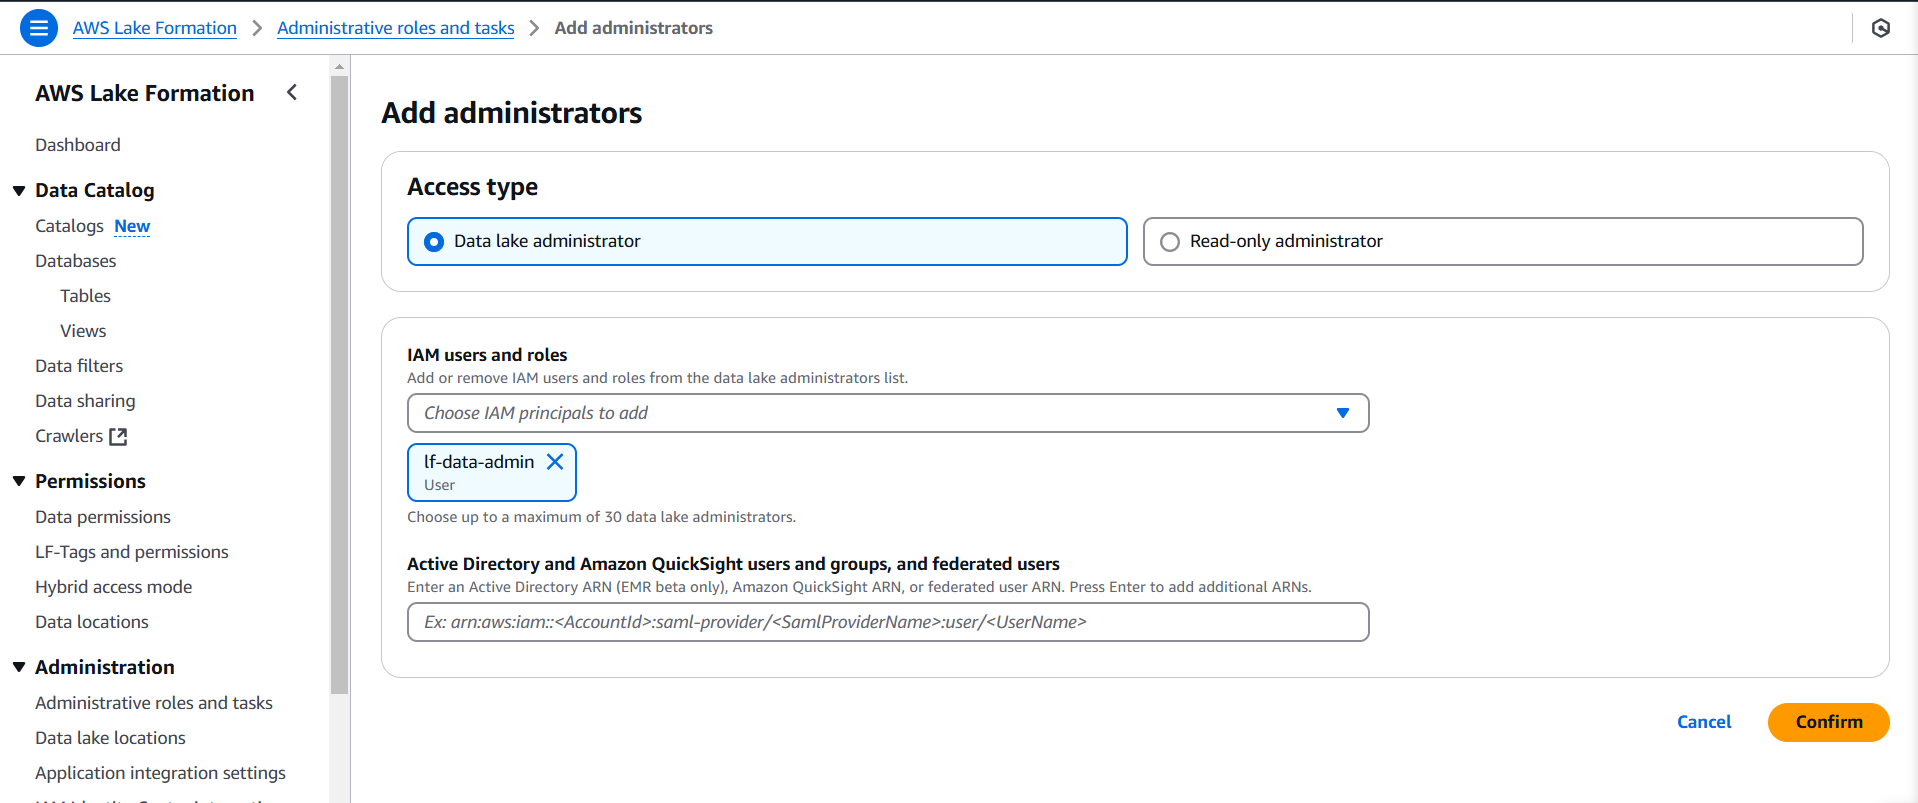 AWS Lake Formation > Administrative roles and tasks > Add administrators
AWS Lake Formation
Dashboard
Data Catalog
Catalogs New
Databases
Tables
Views
Data filters
Data sharing
Crawlers
Permissions
Data permissions
LF-Tags and permissions
Hybrid access mode
Data locations
Administration
Administrative roles and tasks
Data lake locations
Application integration settings
Add administrators
Access type
Data lake administrator
Read-only administrator
IAM users and roles
Add or remove IAM users and roles from the data lake administrators list.
Choose IAM principals to add
lf-data-admin
User
Choose up to a maximum of 30 data lake administrators.
Active Directory and Amazon QuickSight users and groups, and federated users
Enter an Active Directory ARN (EMR beta only), Amazon QuickSight ARN, or federated user ARN. Press Enter to add additional ARNs.
Ex: arn:aws:iam::<AccountId>:saml-provider/<SamlProviderName>:user/<UserName>
Cancel
Confirm